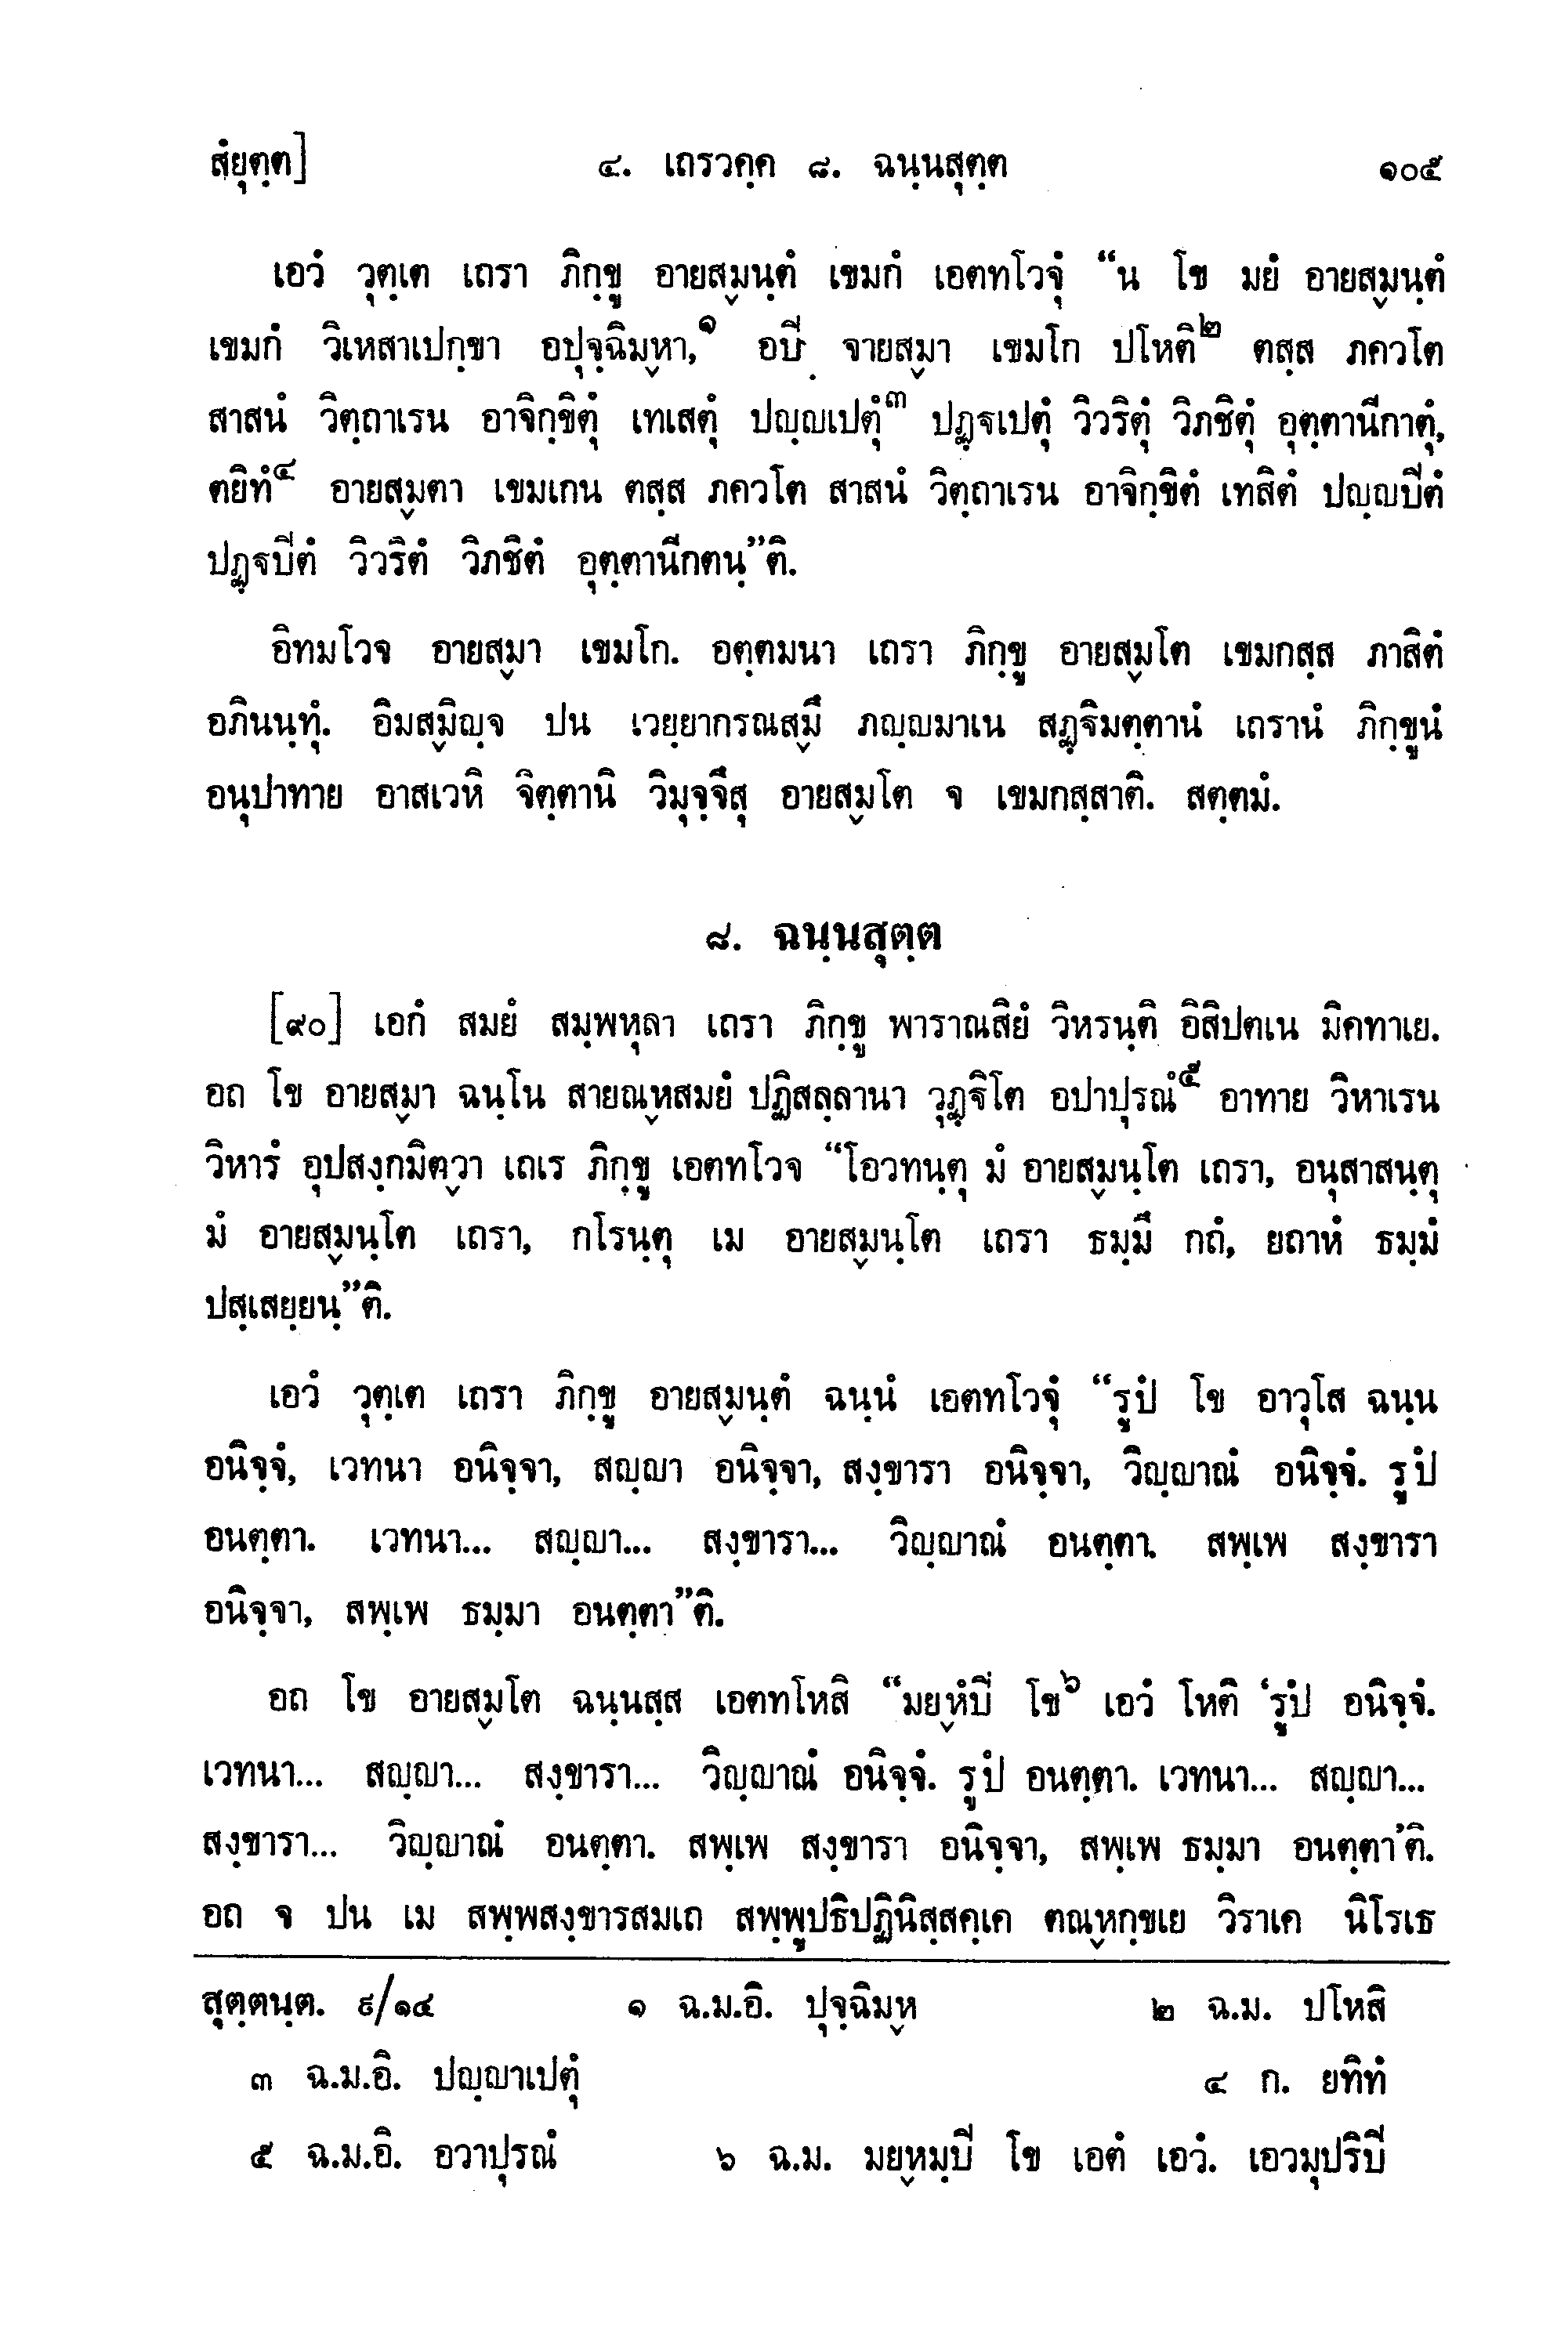 สํยุตฺต] ๔. เถรวคฺค ๘. ฉนฺนสุตฺต ๑๐๕
เอวํ วุตฺเต เถรา ภิกฺขู อายสฺมนฺตํ เขมกํ เอตทโวจุํ “น โข มยํ อายสฺมนฺตํ
เขมกํ วิเหสาเปกฺขา อปุจฺฉิมฺหา,๑ อปิ จายสฺมา เขมโก ปโหติ๒ ตสฺส ภควโต
สาสนํ วิตฺถาเรน อาจิกฺขิตุํ เทเสตุํ ปญฺญเปตุํ๓ ปฏฺฐเปตุํ วิวริตุํ วิภชิตุํ อุตฺตานีกาตุํ,
ตยิทํ๔ อายสฺมตา เขมเกน ตสฺส ภควโต สาสนํ วิตฺถาเรน อาจิกฺขิตํ เทสิตํ ปญฺญปิตํ
ปฏฺฐปิตํ วิวริตํ วิภชิตํ อุตฺตานีกตนฺ”ติ.
อิทมโวจ อายสฺมา เขมโก. อตฺตมนา เถรา ภิกฺขู อายสฺมโต เขมกสฺส ภาสิตํ
อภินนฺทุํ. อิมสฺมิญฺจ ปน เวยฺยากรณสฺมึ ภญฺญมาเน สฏฺฐิมตฺตานํ เถรานํ ภิกฺขูนํ
อนุปาทาย อาสเวหิ จิตฺตานิ วิมุจฺจึสุ อายสฺมโต จ เขมกสฺสาติ. สตฺตมํ.
๘. ฉนฺนสุตฺต
[๙๐] เอกํ สมยํ สมฺพหุลา เถรา ภิกฺขู พาราณสิยํ วิหรนฺติ อิสิปตเน มิคทาเย.
อถ โข อายสฺมา ฉนฺโน สายณฺหสมยํ ปฏิสลฺลานา วุฏฺฐิโต อปาปุรณํ๕ อาทาย วิหาเรน
วิหารํ อุปสงฺกมิตฺวา เถเร ภิกฺขู เอตทโวจ “โอวทนฺตุ มํ อายสฺมนฺโต เถรา, อนุสาสนฺตุ
มํ อายสฺมนฺโต เถรา, กโรนฺตุ เม อายสฺมนฺโต เถรา ธมฺมึ กถํ, ยถาหํ ธมฺมํ
ปสฺเสยฺยนฺ”ติ.
เอวํ วุตฺเต เถรา ภิกฺขู อายสฺมนฺตํ ฉนฺนํ เอตทโวจุํ “รูปํ โข อาวุโส ฉนฺน
อนิจฺจํ, เวทนา อนิจฺจา, สญฺญา อนิจฺจา, สงฺขารา อนิจฺจา, วิญฺญาณํ อนิจฺจํ. รูปํ
อนตฺตา. เวทนา... สญฺญา... สงฺขารา... วิญฺญาณํ อนตฺตา. สพฺเพ สงฺขารา
อนิจฺจา, สพฺเพ ธมฺมา อนตฺตา”ติ.
อถ โข อายสฺมโต ฉนฺนสฺส เอตทโหสิ “มยฺหํปิ โข๖ เอวํ โหติ ‘รูปํ อนิจฺจํ.
เวทนา... สญฺญา... สงฺขารา... วิญฺญาณํ อนิจฺจํ. รูปํ อนตฺตา. เวทนา... สญฺญา...
สงฺขารา... วิญฺญาณํ อนตฺตา. สพฺเพ สงฺขารา อนิจฺจา, สพฺเพ ธมฺมา อนตฺตา’ติ.
อถ จ ปน เม สพฺพสงฺขารสมเถ สพฺพูปธิปฏินิสฺสคฺเค ตณฺหกฺขเย วิราเค นิโรเธ
สุตฺตนฺต. ๙/๑๔ ๑ ฉ.ม.อิ. ปุจฺฉิมฺห ๒ ฉ.ม. ปโหสิ
๓ ฉ.ม.อิ. ปญฺญาเปตุํ ๔ ก. ยทิทํ
๕ ฉ.ม.อิ. อวาปุรณํ ๖ ฉ.ม. มยฺหมฺปิ โข เอตํ เอวํ. เอวมุปริปิ